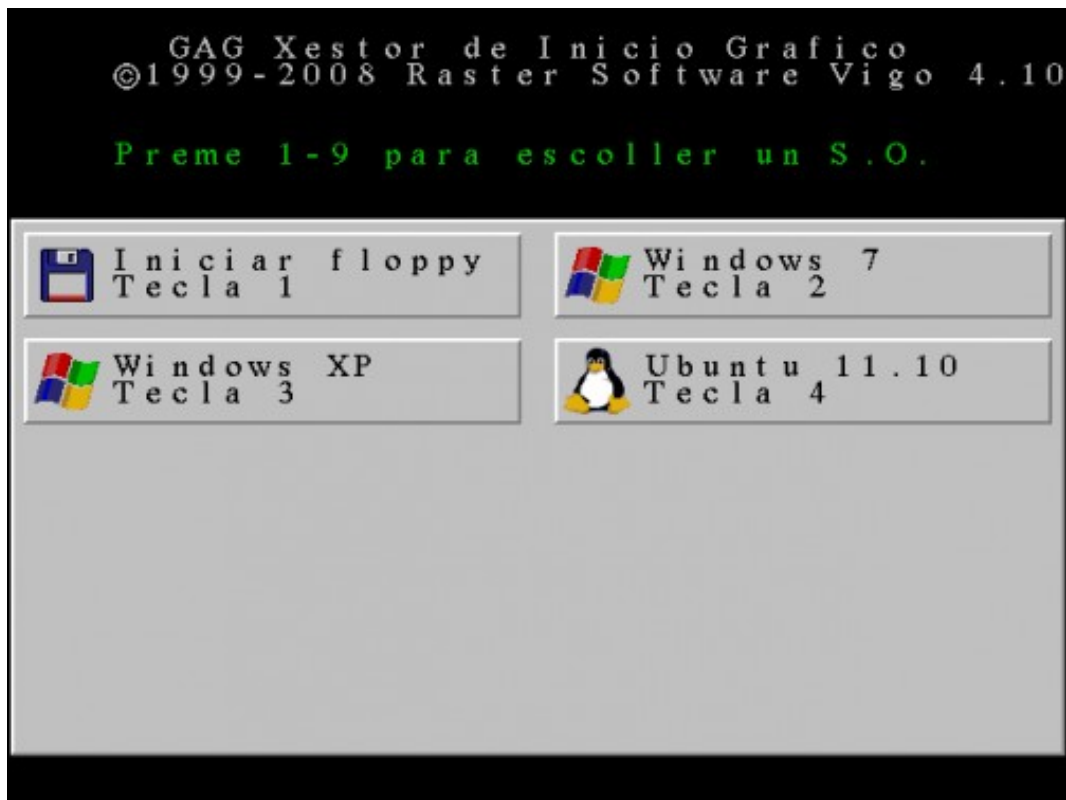 GAG Xestor de Inicio Grafico
©1999-2008 Raster Software Vigo 4.10
Preme 1-9 para escoller un S.O.
Iniciar floppy
Tecla 1
Windows 7
Tecla 2
Windows XP
Tecla 3
Ubuntu 11.10
Tecla 4